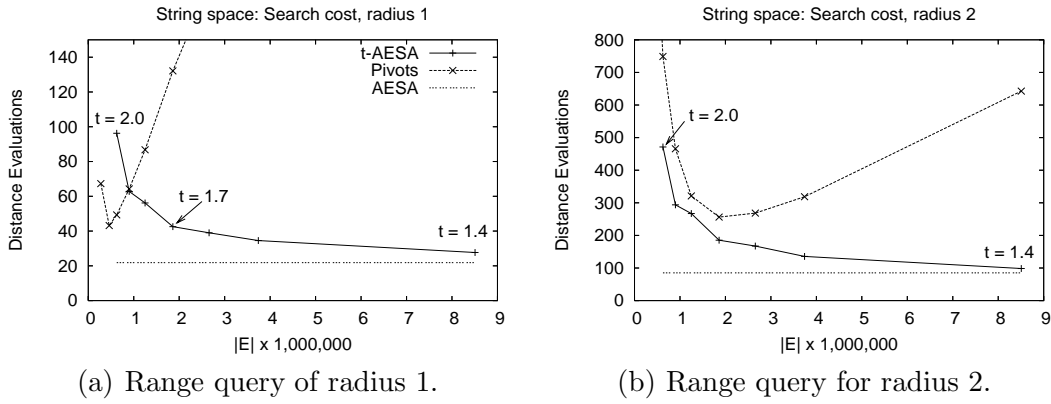 String space: Search cost, radius 1
140
120
100
80
60
40
20
0
Distance Evaluations
t-AESA
Pivots
AESA
t = 2.0
t = 1.7
t = 1.4
0 1 2 3 4 5 6 7 8 9
|E| x 1,000,000
(a) Range query of radius 1.
String space: Search cost, radius 2
800
700
600
500
400
300
200
100
0
Distance Evaluations
t = 2.0
t = 1.4
0 1 2 3 4 5 6 7 8 9
|E| x 1,000,000
(b) Range query for radius 2.